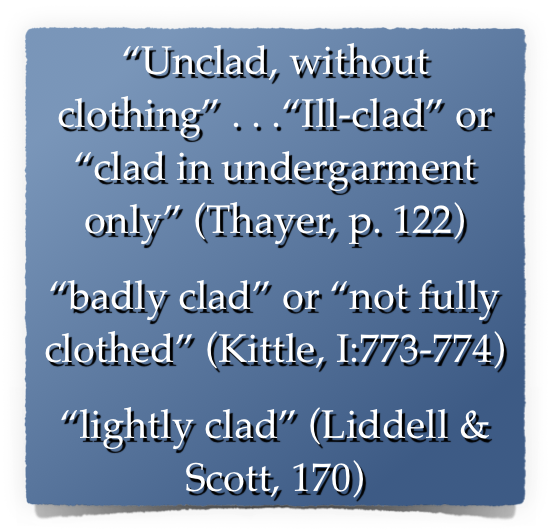 “Unclad, without
clothing” . . .“Ill-clad” or
“clad in undergarment
only” (Thayer, p. 122)
“badly clad” or “not fully
clothed” (Kittle, I:773-774)
“lightly clad” (Liddell &
Scott, 170)